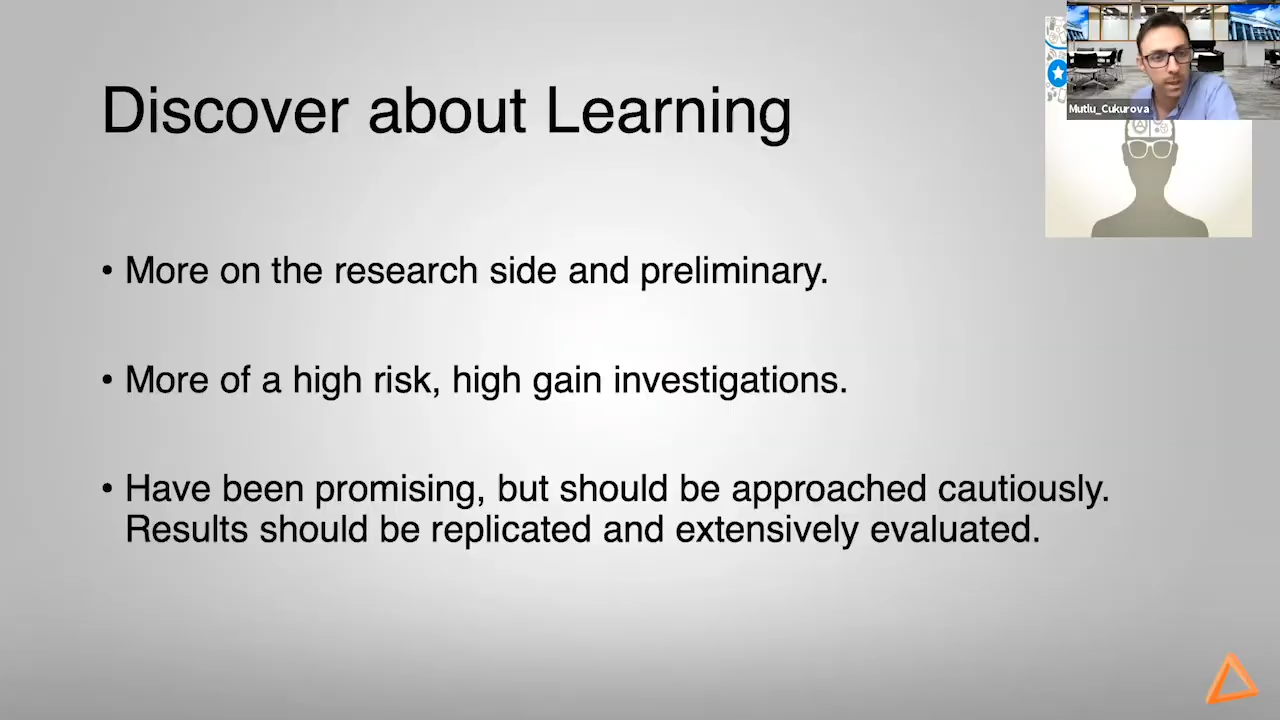 Discover about Learning
Mutlu_Cukurova
• More on the research side and preliminary.
• More of a high risk, high gain investigations.
• Have been promising, but should be approached cautiously.
Results should be replicated and extensively evaluated.